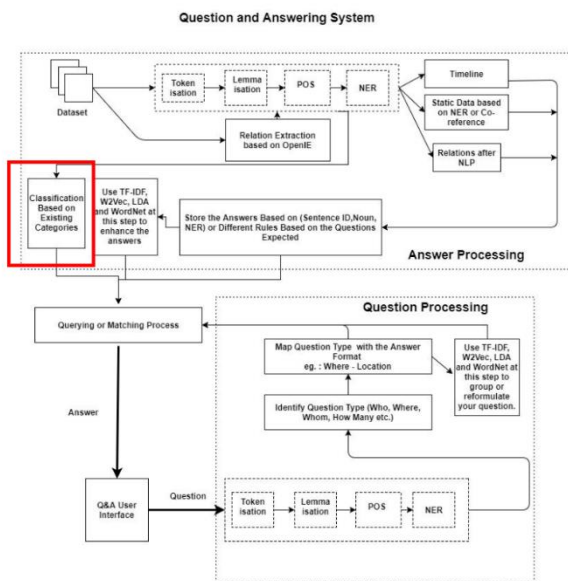 Question and Answering System
Dataset
Token
isation
Lemma
isation
POS
NER
Timeline
Static Data based
on NER or Co-
reference
Relations after
NLP
Relation Extraction
based on OpenIE
Classification
Based on
Existing
Categories
Use TF-IDF,
W2Vec, LDA
and WordNet at
this step to
enhance the
answers
Store the Answers Based on (Sentence ID,Noun,
NER) or Different Rules Based on the Questions
Expected
Answer Processing
Question Processing
Querying or Matching Process
Map Question Type with the Answer
Format
eg. : Where - Location
Use TF-IDF,
W2Vec, LDA
and WordNet at
this step to
group or
reformulate
your question.
Answer
Identify Question Type (Who, Where,
Whom, How Many etc.)
Q&A User
Interface
Question
Token
isation
Lemma
isation
POS
NER